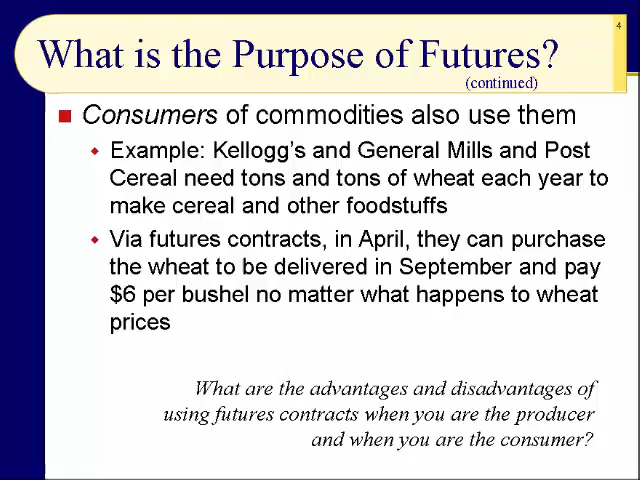 4
What is the Purpose of Futures?
(continued)
Consumers of commodities also use them
Example: Kellogg's and General Mills and Post
Cereal need tons and tons of wheat each year to
make cereal and other foodstuffs
Via futures contracts, in April, they can purchase
the wheat to be delivered in September and pay
$6 per bushel no matter what happens to wheat
prices
What are the advantages and disadvantages of
using futures contracts when you are the producer
and when you are the consumer?